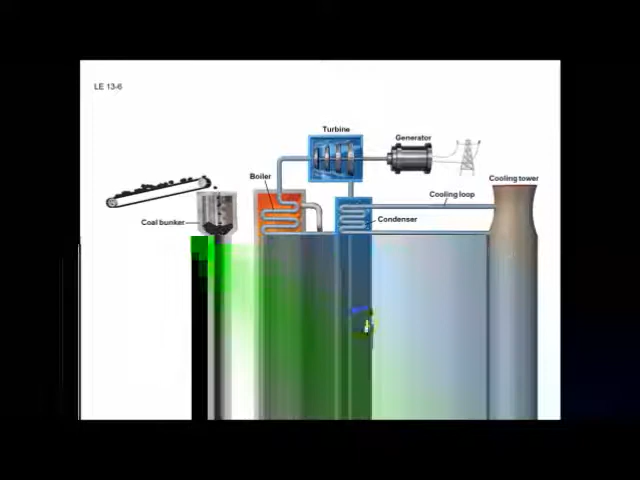 LE 13-6
Turbine
Generator
Boiler
Cooling tower
Cooling loop
Coal bunker
Condenser